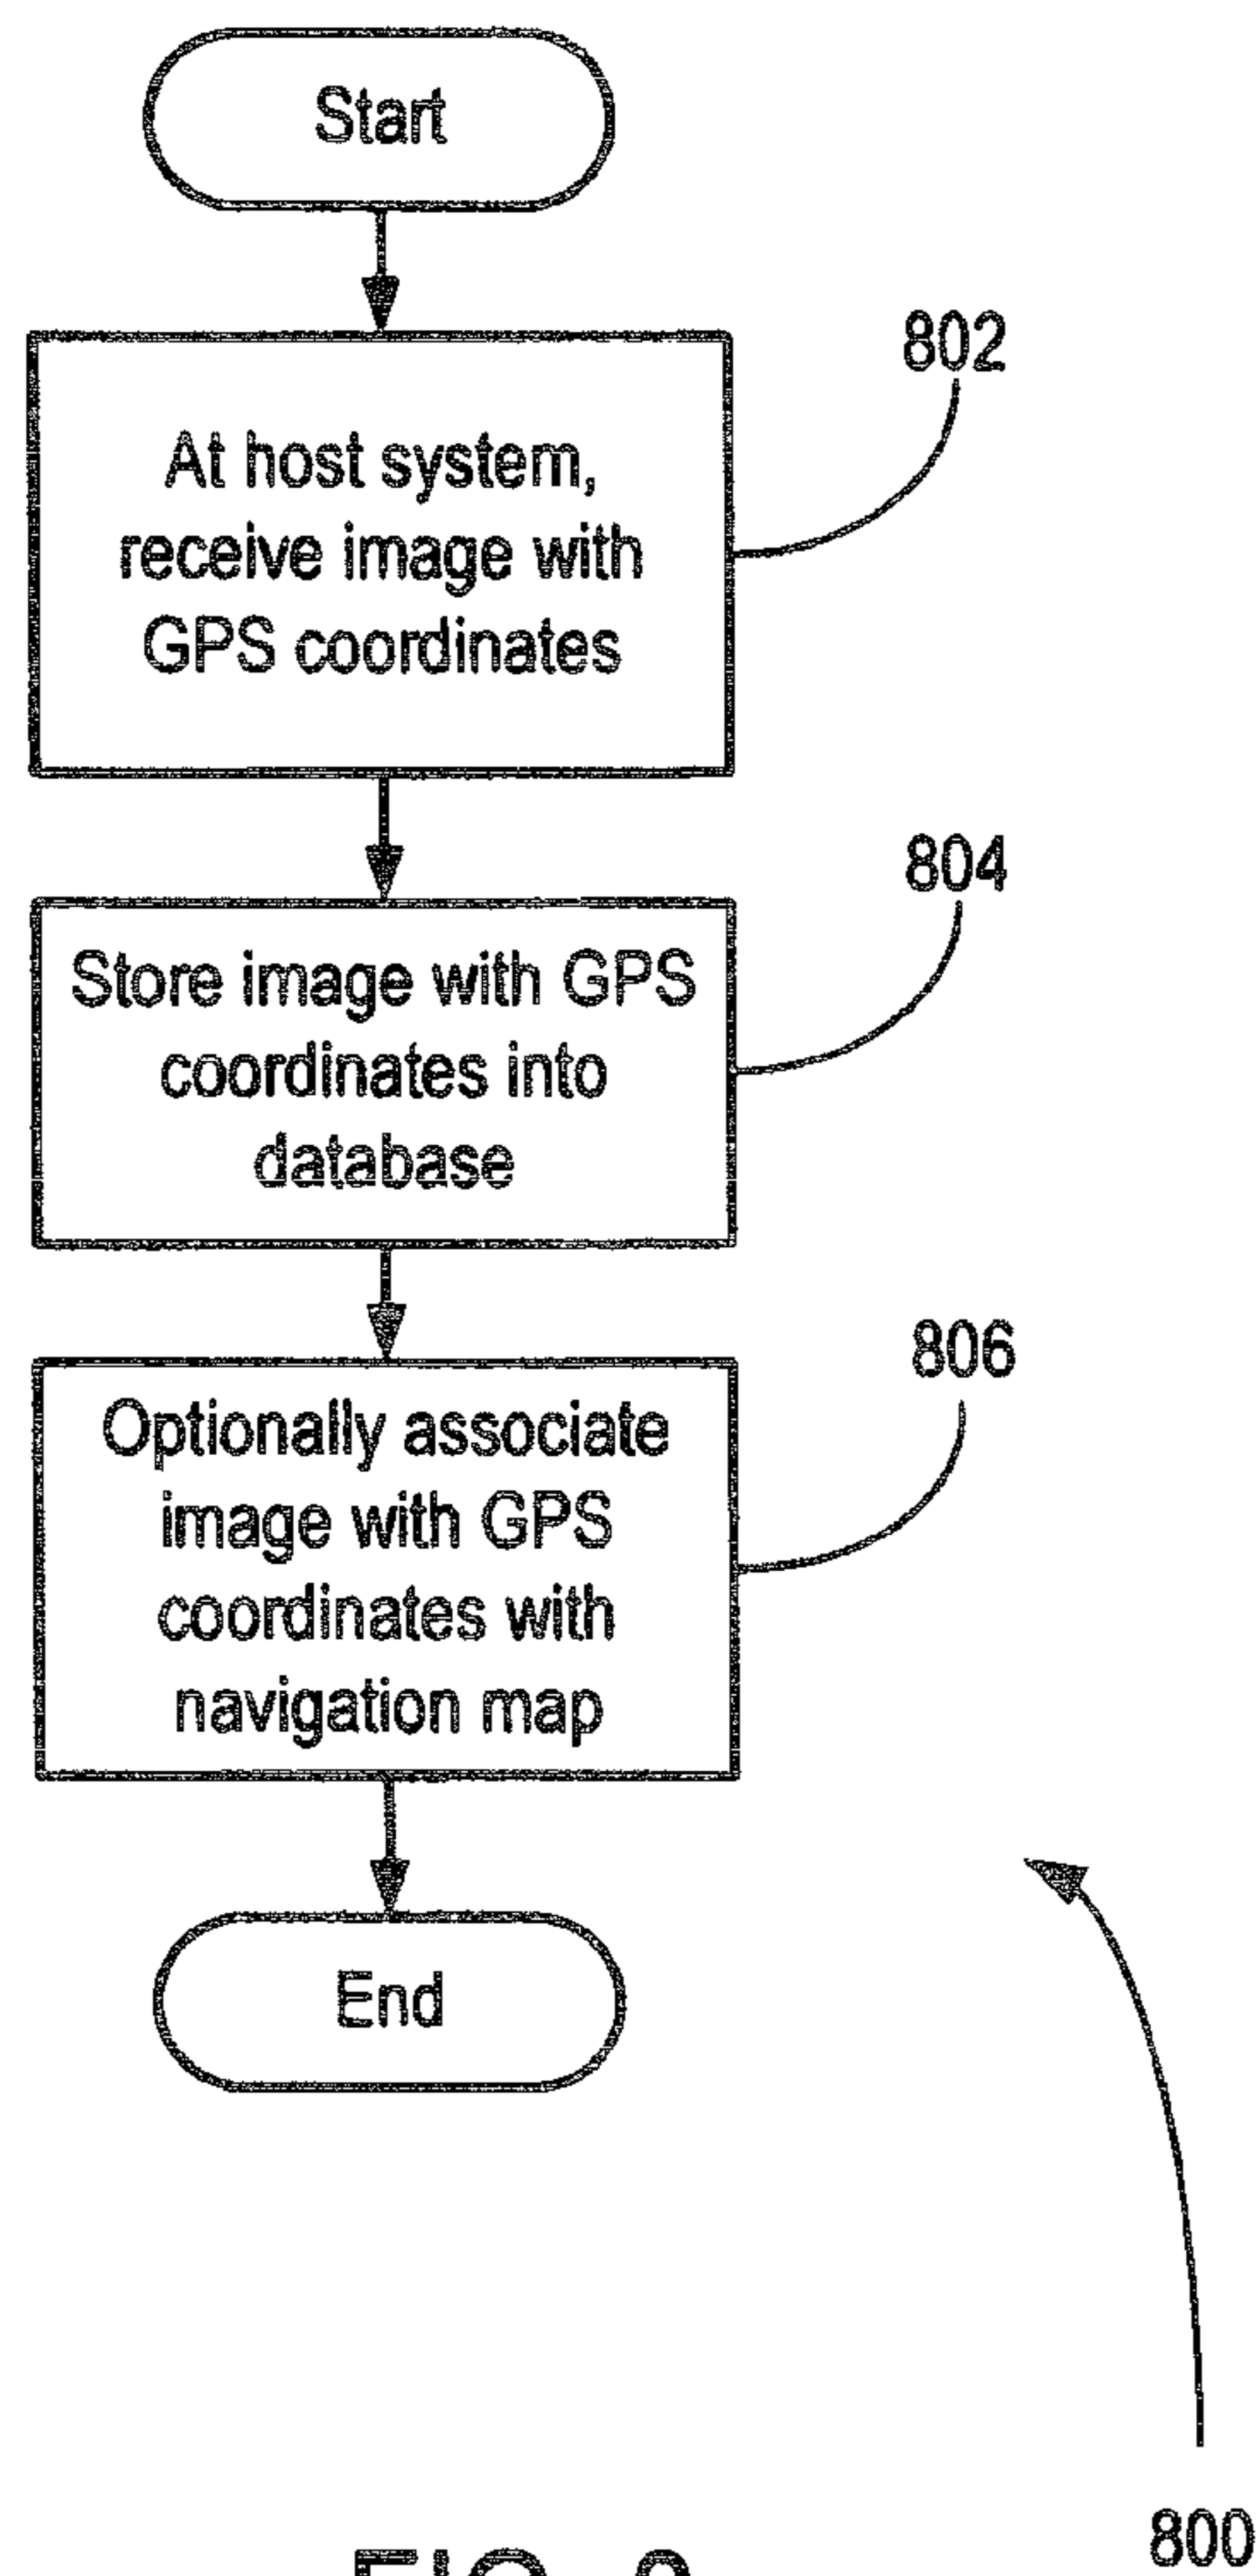 Start
802
At host system,
receive image with
GPS coordinates
804
Store image with GPS
coordinates into
database
806
Optionally associate
image with GPS
coordinates with
navigation map
End
800
FIG.